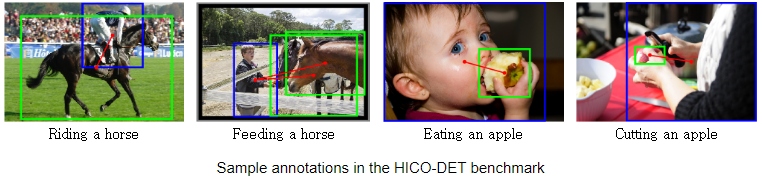 Riding a horse
Feeding a horse
Eating an apple
Cutting an apple
Sample annotations in the HICO-DET benchmark